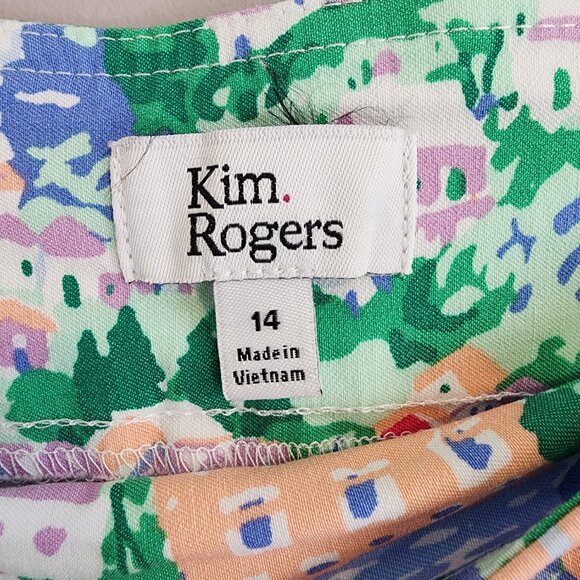 Kim.
Rogers
14
Made in
Vietnam